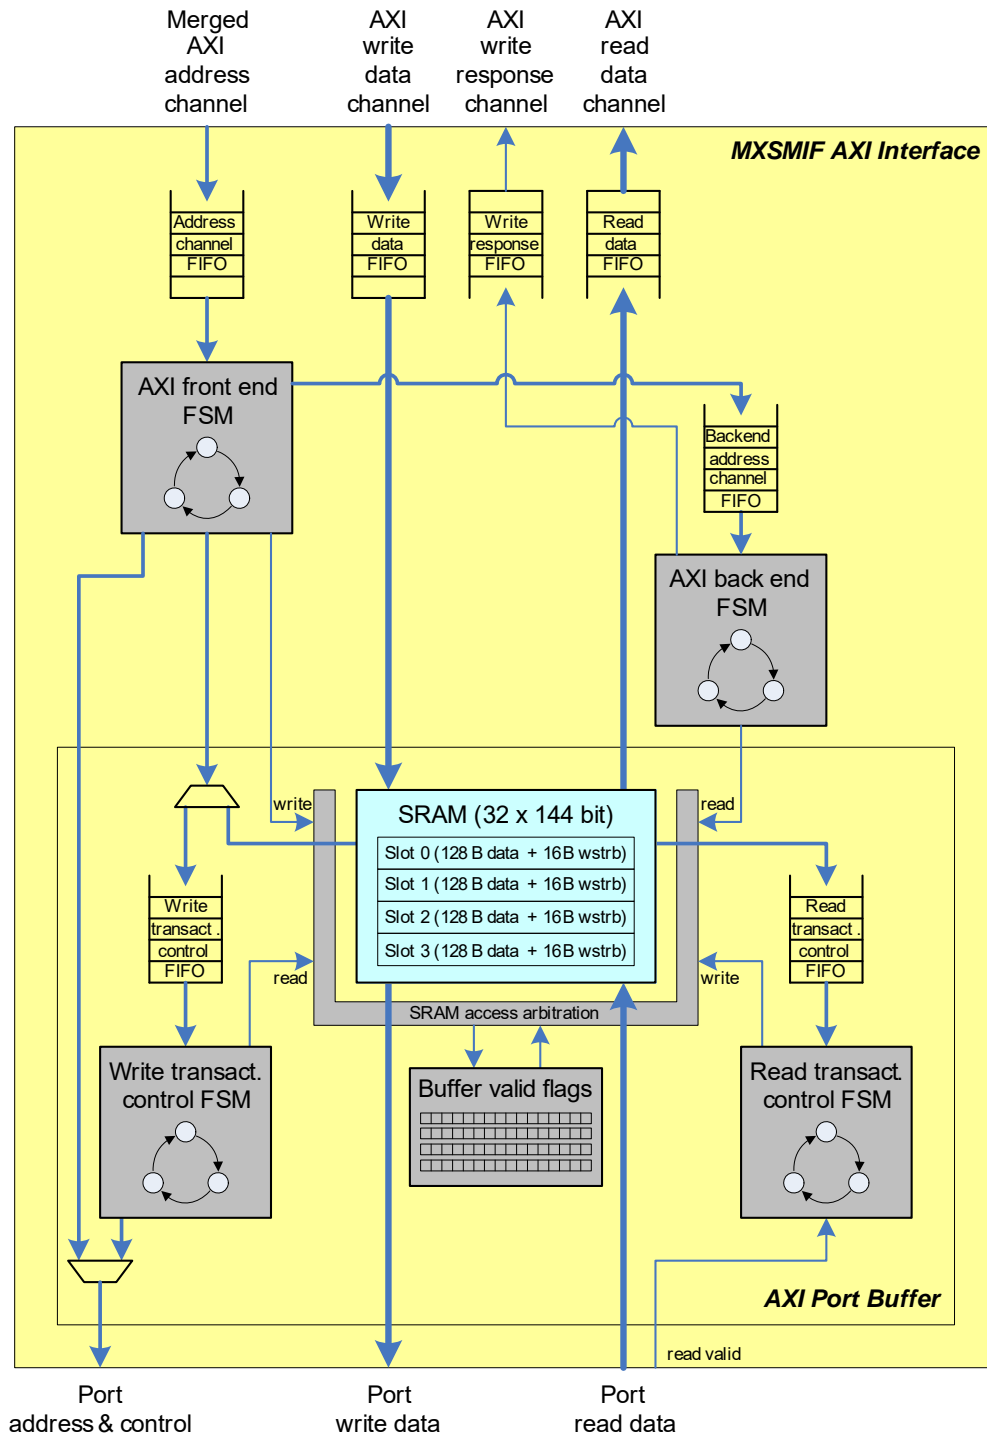 Merged
AXI
address
channel
AXI
write
data
channel
AXI
write
response
channel
AXI
read
data
channel
MXSMIF AXI Interface
Address
channel
FIFO
Write
data
FIFO
Write
response
FIFO
Read
data
FIFO
AXI front end
FSM
Backend
address
channel
FIFO
AXI back end
FSM
write
read
SRAM (32 x 144 bit)
Slot 0 (128 B data + 16B wstrb)
Slot 1 (128 B data + 16B wstrb)
Slot 2 (128 B data + 16B wstrb)
Slot 3 (128 B data + 16B wstrb)
Write
transact.
control
FIFO
Read
transact.
control
FIFO
read
write
SRAM access arbitration
Write transact.
control FSM
Buffer valid flags
Read transact.
control FSM
AXI Port Buffer
read valid
Port
address & control
Port
write data
Port
read data